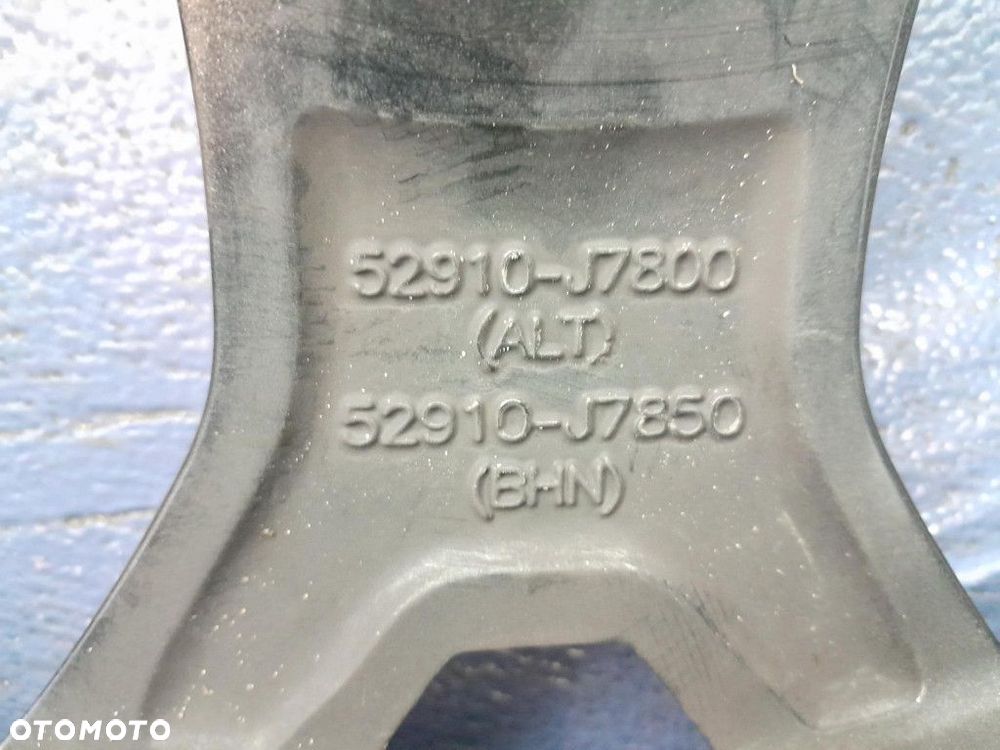 52910-J7800
(ALT)
52910-J7850
(BHN)
OTOMOTO